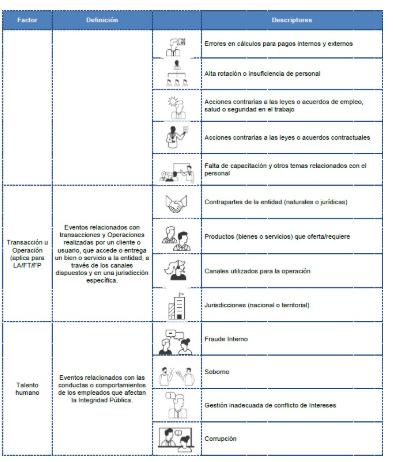 Factor Definición Descriptores
Errores en cálculos para pagos internos y externos
Alta rotación o insuficiencia de personal
Acciones contrarias a las leyes o acuerdos de empleo,
salud o seguridad en el trabajo
Acciones contrarias a las leyes o acuerdos contractuales
Falta de capacitación y otros temas relacionados con el
personal
Transacción u
Operación
(aplica para
LA/FT/FP
Eventos relacionados con
transacciones y Operaciones
realizadas por un cliente o
usuario, que accede o entrega
un bien o servicio a la entidad, a
través de los canales
dispuestos y en una jurisdicción
específica.
Contrapartes de la entidad (naturales o jurídicas)
Productos (bienes o servicios) que oferta/requiere
Canales utilizados para la operación
Jurisdicciones (nacional o territorial)
Talento
humano
Eventos relacionados con las
conductas o comportamientos
de los empleados que afectan
la Integridad Pública.
Fraude Interno
Soborno
Gestión inadecuada de conflicto de Intereses
Corrupción